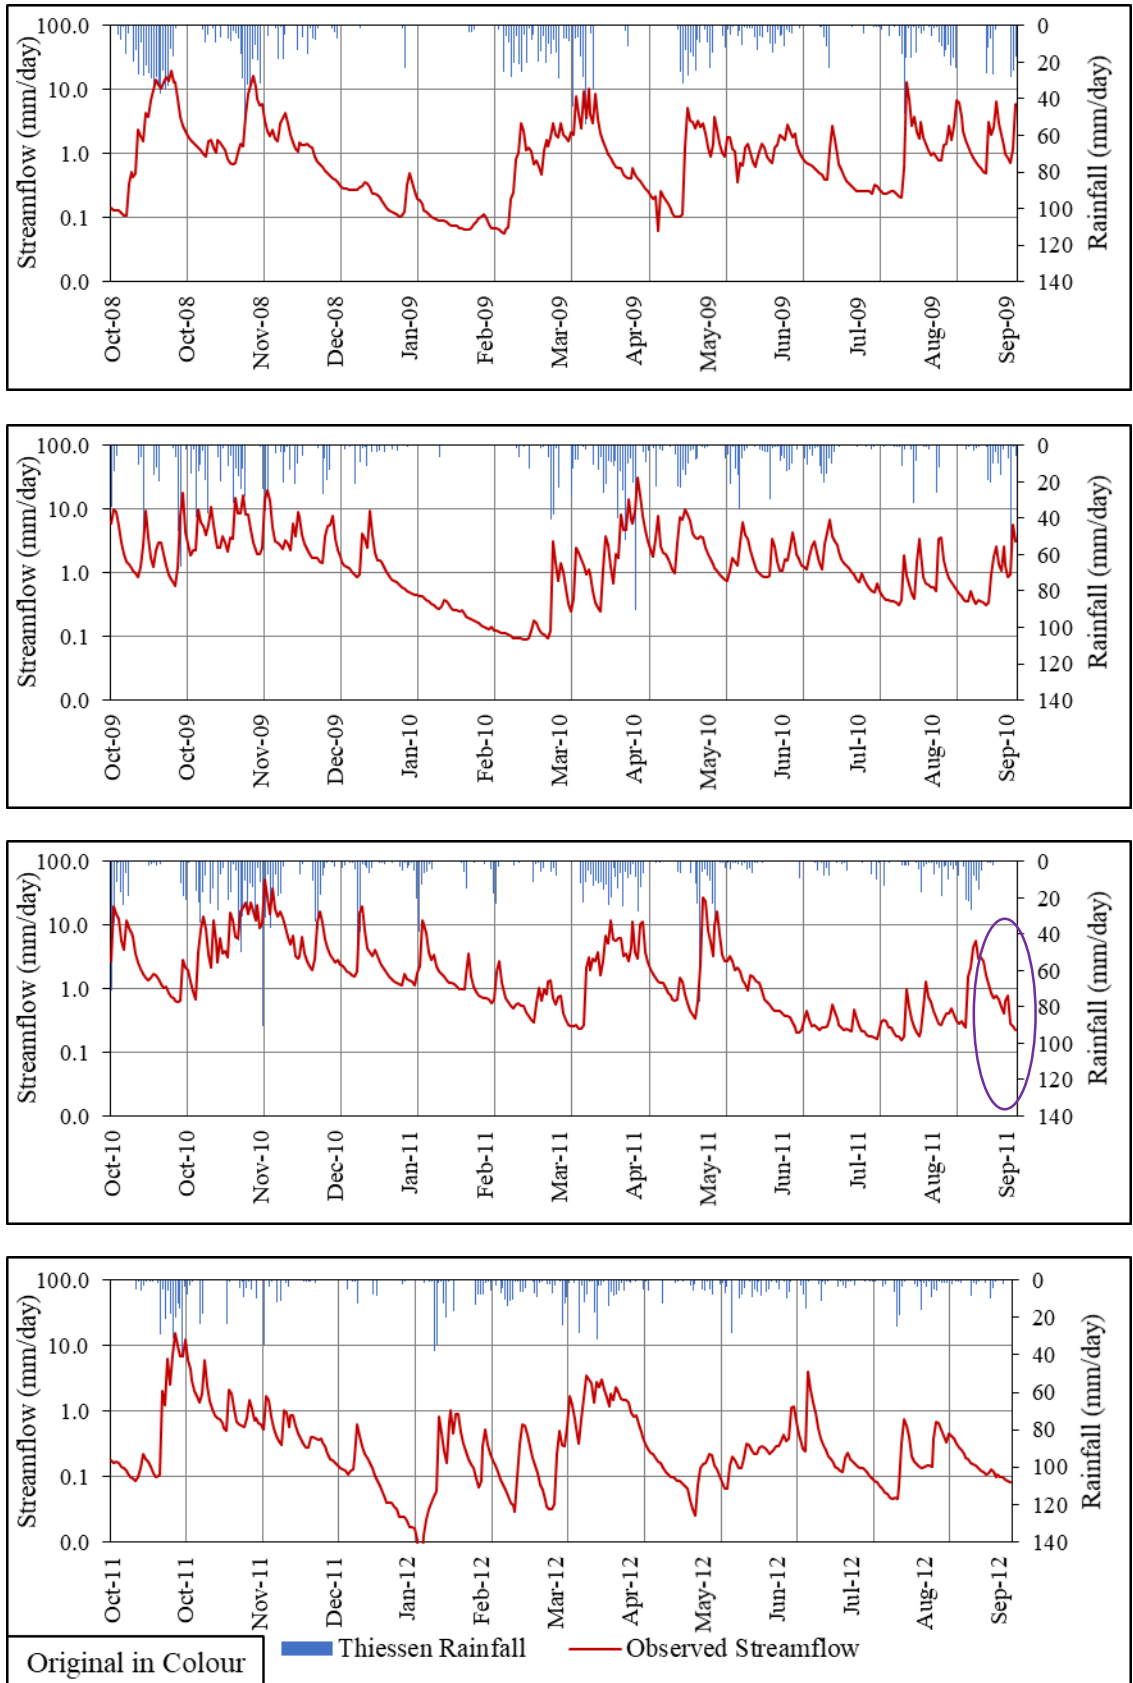 Streamflow (mm/day)
100.0
10.0
1.0
0.1
0.0
0
20
40
60
80
100
120
140
Rainfall (mm/day)
Oct-08
Oct-08
Nov-08
Dec-08
Jan-09
Feb-09
Mar-09
Apr-09
May-09
Jun-09
Jul-09
Aug-09
Sep-09
Streamflow (mm/day)
100.0
10.0
1.0
0.1
0.0
0
20
40
60
80
100
120
140
Rainfall (mm/day)
Oct-09
Oct-09
Nov-09
Dec-09
Jan-10
Feb-10
Mar-10
Apr-10
May-10
Jun-10
Jul-10
Aug-10
Sep-10
Streamflow (mm/day)
100.0
10.0
1.0
0.1
0.0
0
20
40
60
80
100
120
140
Rainfall (mm/day)
Oct-10
Oct-10
Nov-10
Dec-10
Jan-11
Feb-11
Mar-11
Apr-11
May-11
Jun-11
Jul-11
Aug-11
Sep-11
Streamflow (mm/day)
100.0
10.0
1.0
0.1
0.0
0
20
40
60
80
100
120
140
Rainfall (mm/day)
Oct-11
Oct-11
Nov-11
Dec-11
Jan-12
Feb-12
Mar-12
Apr-12
May-12
Jun-12
Jul-12
Aug-12
Sep-12
Original in Colour
Thiessen Rainfall
Observed Streamflow